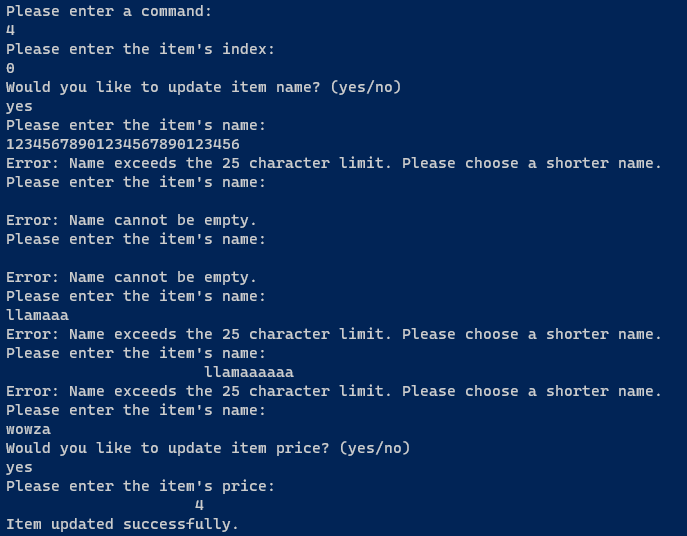 Please enter a command:
4
Please enter the item's index:
0
Would you like to update item name? (yes/no)
yes
Please enter the item's name:
12345678901234567890123456
Error: Name exceeds the 25 character limit. Please choose a shorter name.
Please enter the item's name:

Error: Name cannot be empty.
Please enter the item's name:

Error: Name cannot be empty.
Please enter the item's name:
llamaaa
Error: Name exceeds the 25 character limit. Please choose a shorter name.
Please enter the item's name:
                      llamaaaaaa
Error: Name exceeds the 25 character limit. Please choose a shorter name.
Please enter the item's name:
wowza
Would you like to update item price? (yes/no)
yes
Please enter the item's price:
                     4
Item updated successfully.